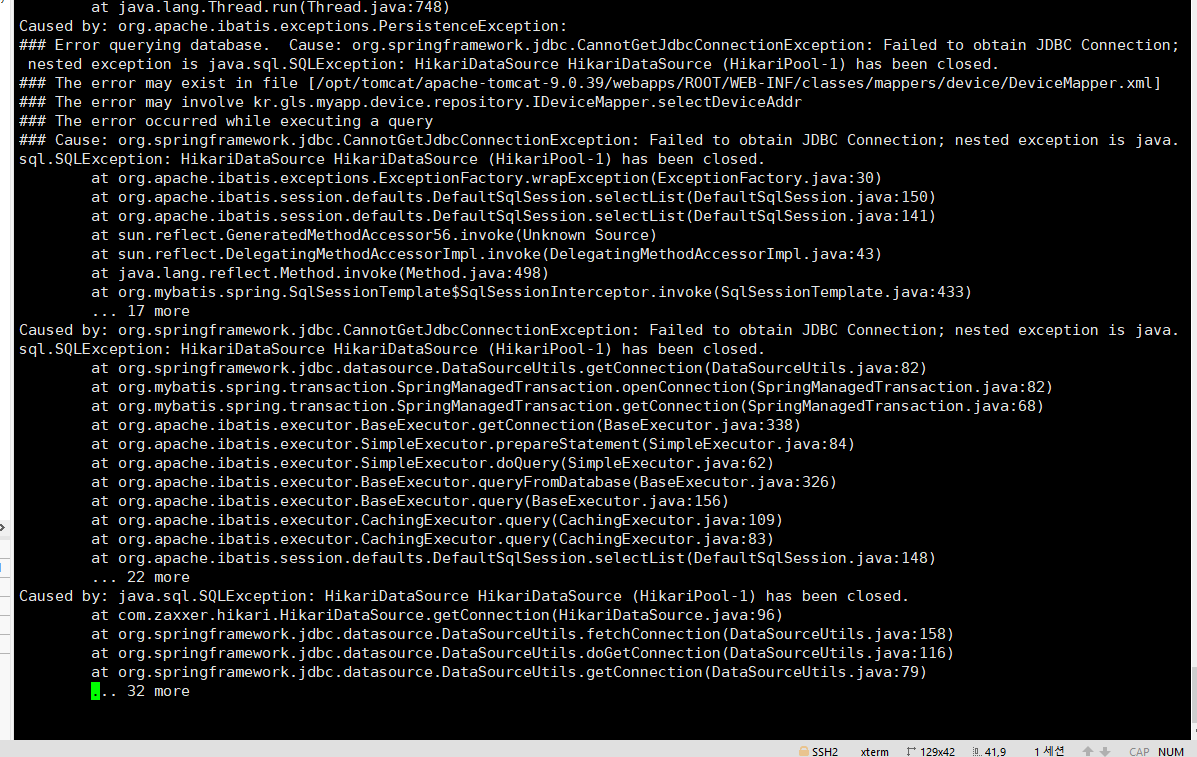 at java.lang.Thread.run(Thread.java:748)
Caused by: org.apache.ibatis.exceptions.PersistenceException:
### Error querying database.  Cause: org.springframework.jdbc.CannotGetJdbcConnectionException: Failed to obtain JDBC Connection;
nested exception is java.sql.SQLException: HikariDataSource HikariDataSource (HikariPool-1) has been closed.
### The error may exist in file [/opt/tomcat/apache-tomcat-9.0.39/webapps/ROOT/WEB-INF/classes/mappers/device/DeviceMapper.xml]
### The error may involve kr.gls.myapp.device.repository.IDeviceMapper.selectDeviceAddr
### The error occurred while executing a query
### Cause: org.springframework.jdbc.CannotGetJdbcConnectionException: Failed to obtain JDBC Connection; nested exception is java.
sql.SQLException: HikariDataSource HikariDataSource (HikariPool-1) has been closed.
at org.apache.ibatis.exceptions.ExceptionFactory.wrapException(ExceptionFactory.java:30)
at org.apache.ibatis.session.defaults.DefaultSqlSession.selectList(DefaultSqlSession.java:150)
at org.apache.ibatis.session.defaults.DefaultSqlSession.selectList(DefaultSqlSession.java:141)
at sun.reflect.GeneratedMethodAccessor56.invoke(Unknown Source)
at sun.reflect.DelegatingMethodAccessorImpl.invoke(DelegatingMethodAccessorImpl.java:43)
at java.lang.reflect.Method.invoke(Method.java:498)
at org.mybatis.spring.SqlSessionTemplate$SqlSessionInterceptor.invoke(SqlSessionTemplate.java:433)
... 17 more
Caused by: org.springframework.jdbc.CannotGetJdbcConnectionException: Failed to obtain JDBC Connection; nested exception is java.
sql.SQLException: HikariDataSource HikariDataSource (HikariPool-1) has been closed.
at org.springframework.jdbc.datasource.DataSourceUtils.getConnection(DataSourceUtils.java:82)
at org.mybatis.spring.transaction.SpringManagedTransaction.openConnection(SpringManagedTransaction.java:82)
at org.mybatis.spring.transaction.SpringManagedTransaction.getConnection(SpringManagedTransaction.java:68)
at org.apache.ibatis.executor.BaseExecutor.getConnection(BaseExecutor.java:338)
at org.apache.ibatis.executor.SimpleExecutor.prepareStatement(SimpleExecutor.java:84)
at org.apache.ibatis.executor.SimpleExecutor.doQuery(SimpleExecutor.java:62)
at org.apache.ibatis.executor.BaseExecutor.queryFromDatabase(BaseExecutor.java:326)
at org.apache.ibatis.executor.BaseExecutor.query(BaseExecutor.java:156)
at org.apache.ibatis.executor.CachingExecutor.query(CachingExecutor.java:109)
at org.apache.ibatis.executor.CachingExecutor.query(CachingExecutor.java:83)
at org.apache.ibatis.session.defaults.DefaultSqlSession.selectList(DefaultSqlSession.java:148)
... 22 more
Caused by: java.sql.SQLException: HikariDataSource HikariDataSource (HikariPool-1) has been closed.
at com.zaxxer.hikari.HikariDataSource.getConnection(HikariDataSource.java:96)
at org.springframework.jdbc.datasource.DataSourceUtils.fetchConnection(DataSourceUtils.java:158)
at org.springframework.jdbc.datasource.DataSourceUtils.doGetConnection(DataSourceUtils.java:116)
at org.springframework.jdbc.datasource.DataSourceUtils.getConnection(DataSourceUtils.java:79)
... 32 more
SSH2 xterm 129x42 41,9 1 세션 CAP NUM